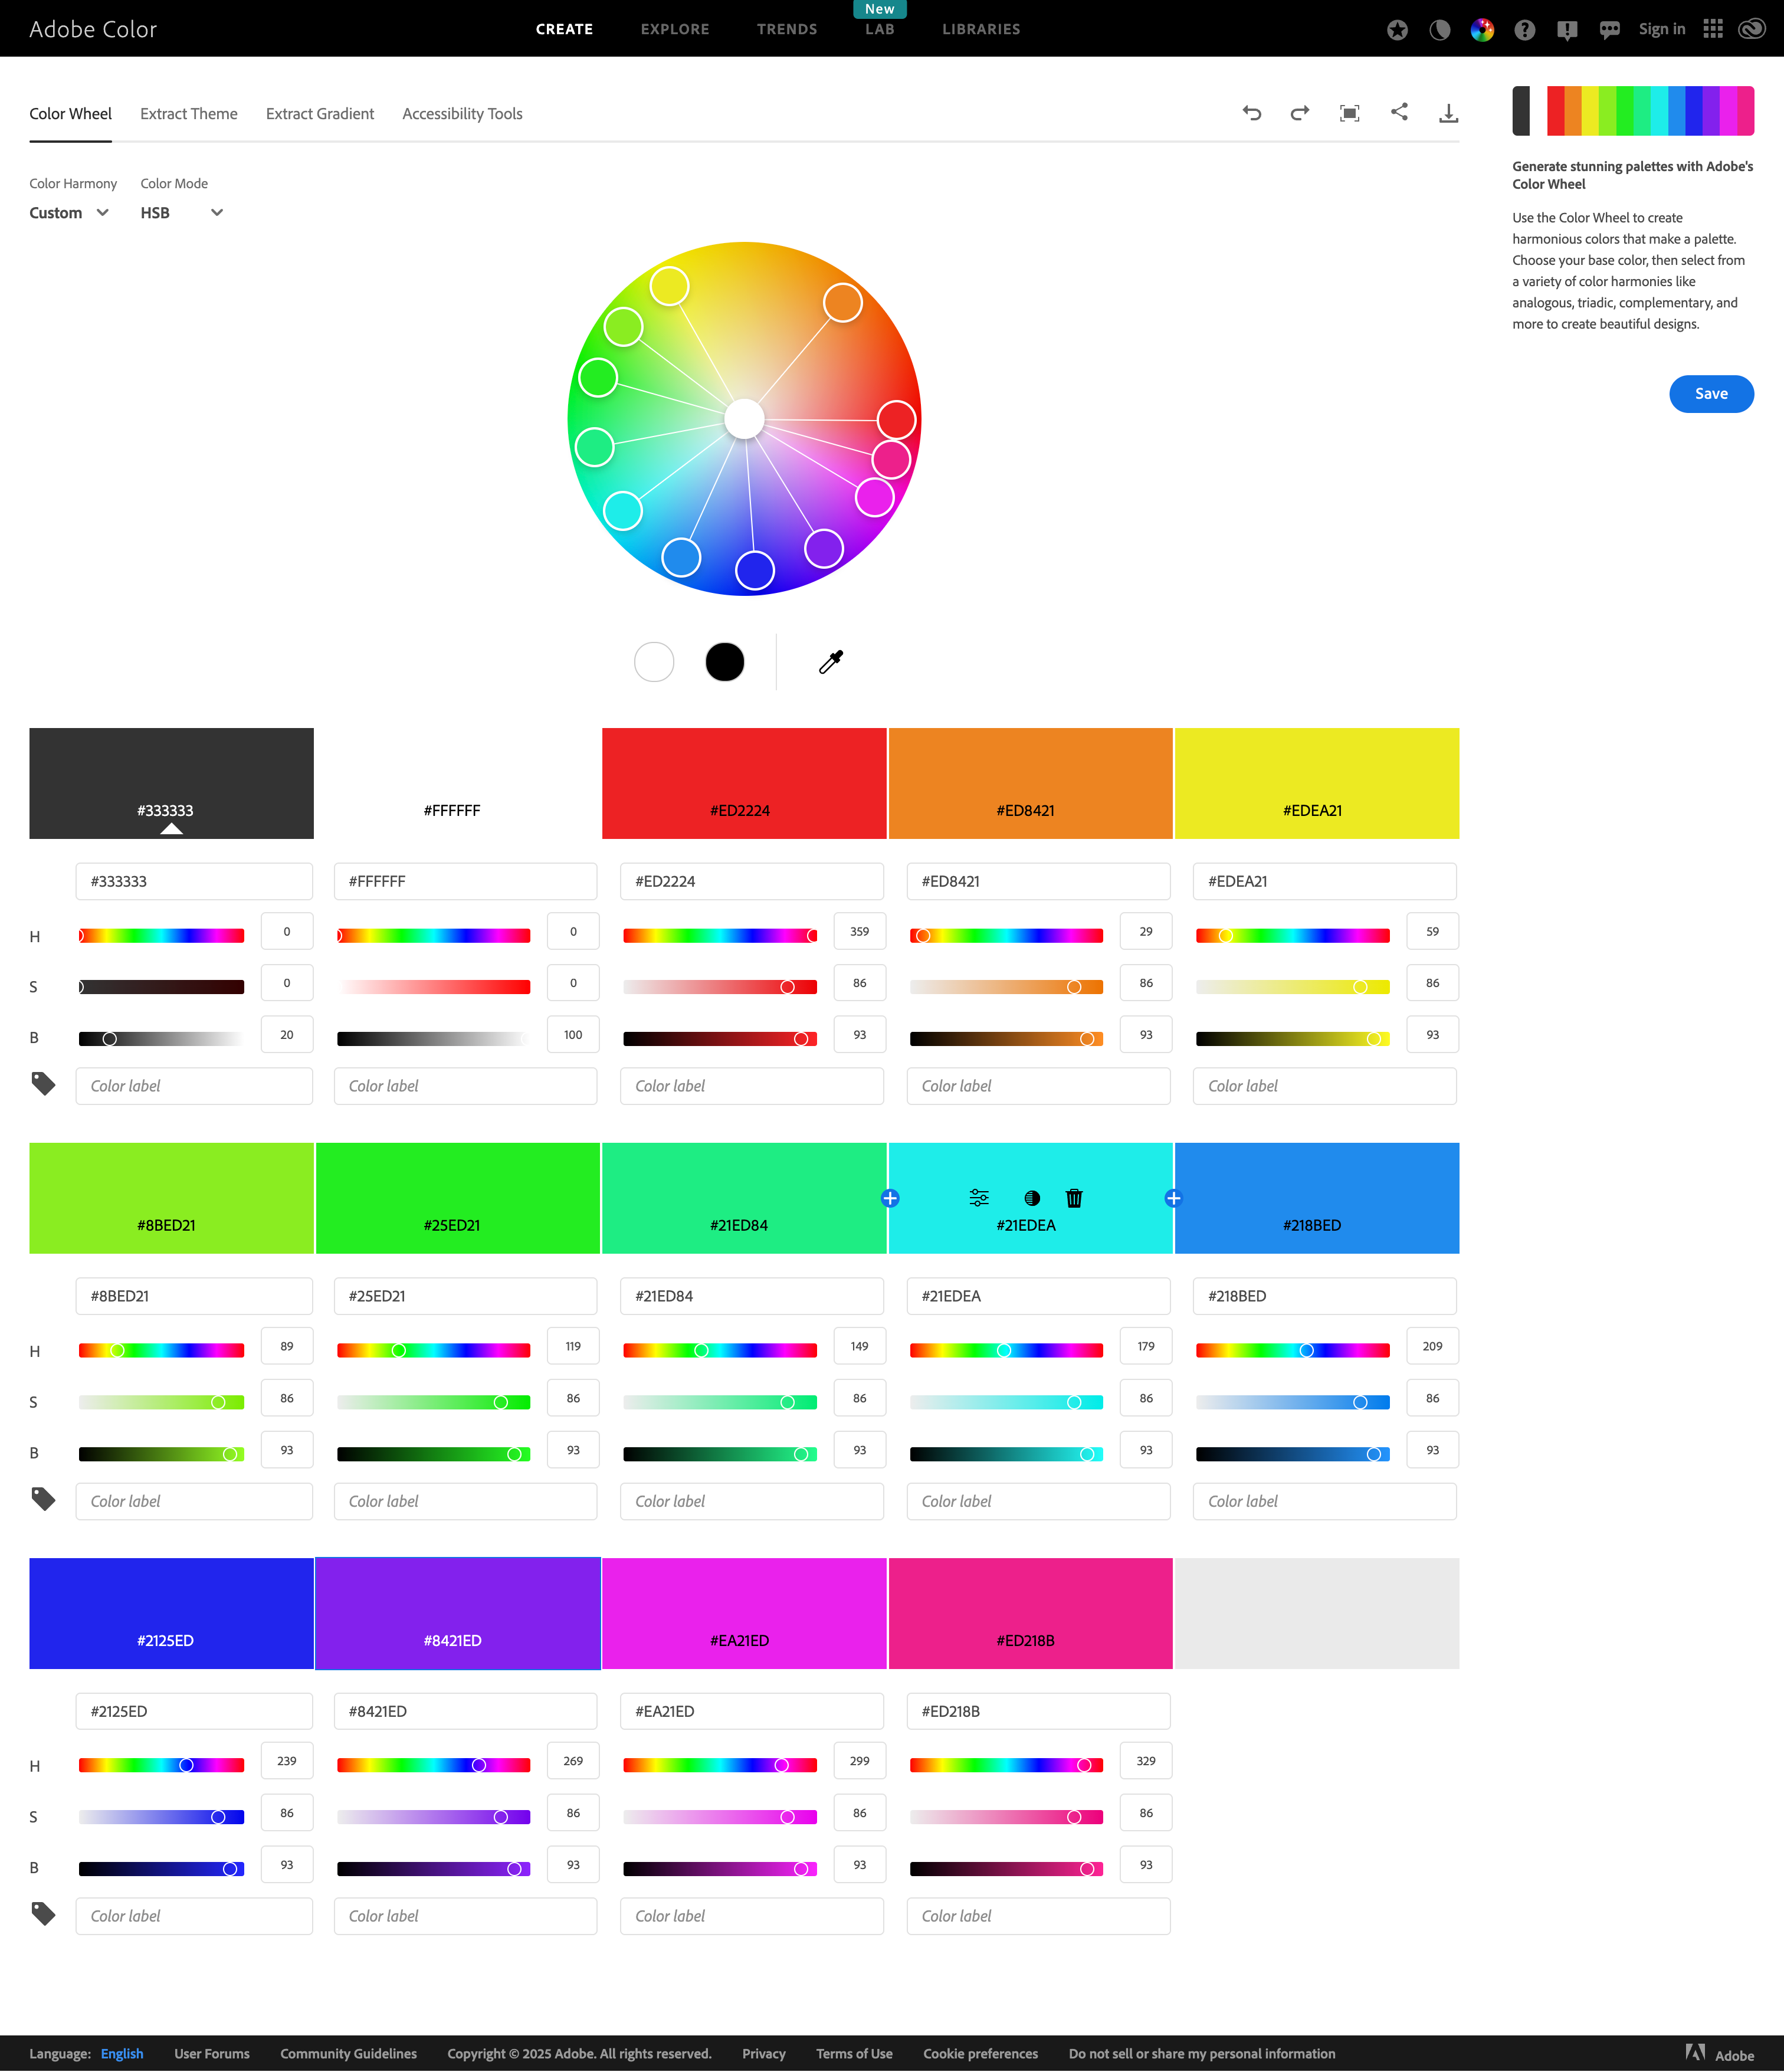 Adobe Color
CREATE EXPLORE TRENDS New LAB LIBRARIES
Sign in
Color Wheel Extract Theme Extract Gradient Accessibility Tools
Color Harmony Color Mode
Custom HSB
Generate stunning palettes with Adobe's
Color Wheel
Use the Color Wheel to create
harmonious colors that make a palette.
Choose your base color, then select from
a variety of color harmonies like
analogous, triadic, complementary, and
more to create beautiful designs.
Save
#333333 #FFFFFF #ED2224 #ED8421 #EDEA21
#333333 #FFFFFF #ED2224 #ED8421 #EDEA21
H 0 0 359 29 59
S 0 0 86 86 86
B 20 100 93 93 93
Color label Color label Color label Color label Color label
#8BED21 #25ED21 #21ED84 #21EDEA #218BED
#8BED21 #25ED21 #21ED84 #21EDEA #218BED
H 89 119 149 179 209
S 86 86 86 86 86
B 93 93 93 93 93
Color label Color label Color label Color label Color label
#2125ED #8421ED #EA21ED #ED218B
#2125ED #8421ED #EA21ED #ED218B
H 239 269 299 329
S 86 86 86 86
B 93 93 93 93
Color label Color label Color label Color label
Language: English User Forums Community Guidelines Copyright © 2025 Adobe. All rights reserved. Privacy Terms of Use Cookie preferences Do not sell or share my personal information Adobe